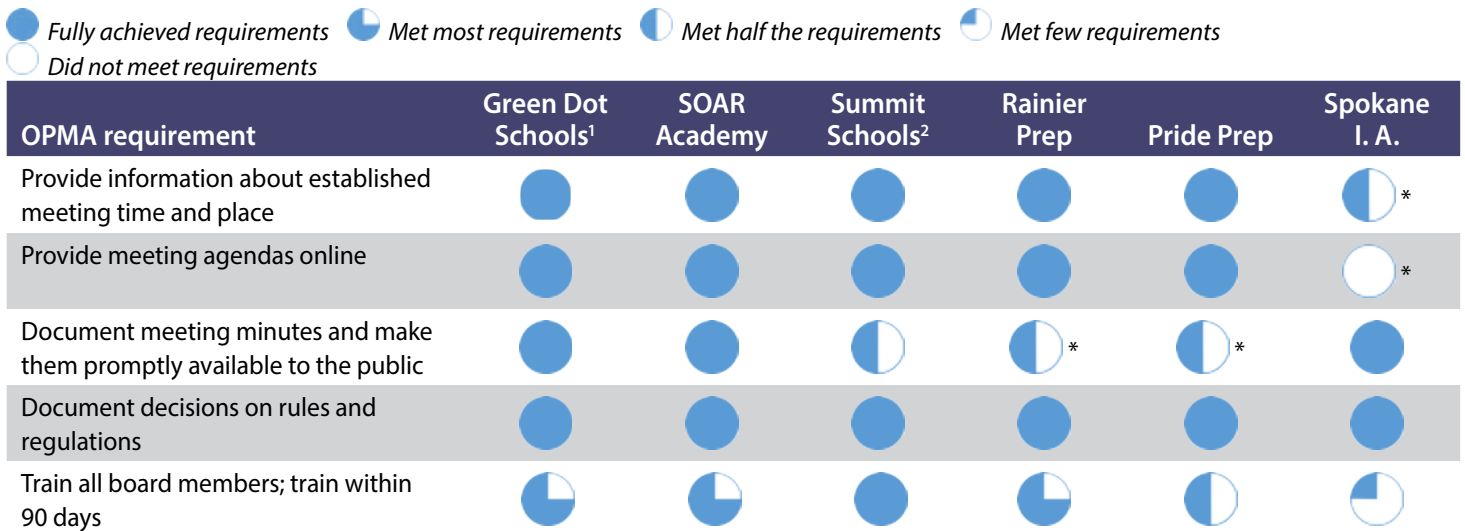 Fully achieved requirements Met most requirements Met half the requirements Met few requirements
Did not meet requirements
OPMA requirement Green Dot Schools¹ SOAR Academy Summit Schools² Rainier Prep Pride Prep Spokane I. A.
Provide information about established
meeting time and place *
Provide meeting agendas online *
Document meeting minutes and make
them promptly available to the public * *
Document decisions on rules and
regulations
Train all board members; train within
90 days